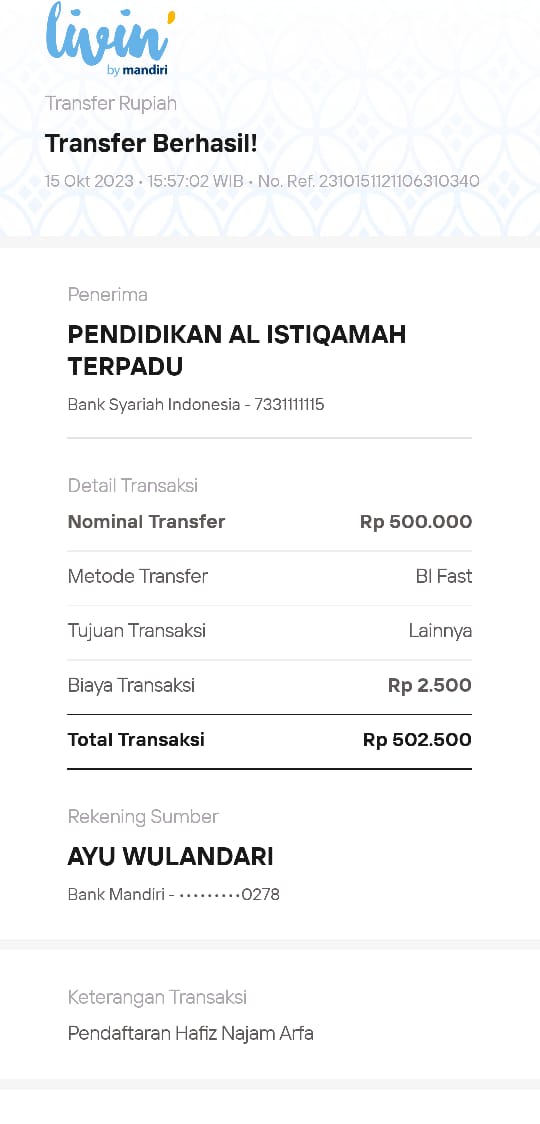 livin'
by mandiri
Transfer Rupiah
Transfer Berhasil!
15 Okt 2023 • 15:57:02 WIB • No. Ref. 2310151121106310340
Penerima
PENDIDIKAN AL ISTIQAMAH
TERPADU
Bank Syariah Indonesia - 7331111115
Detail Transaksi
Nominal Transfer Rp 500.000
Metode Transfer BI Fast
Tujuan Transaksi Lainnya
Biaya Transaksi Rp 2.500
Total Transaksi Rp 502.500
Rekening Sumber
AYU WULANDARI
Bank Mandiri - •••••••••0278
Keterangan Transaksi
Pendaftaran Hafiz Najam Arfa